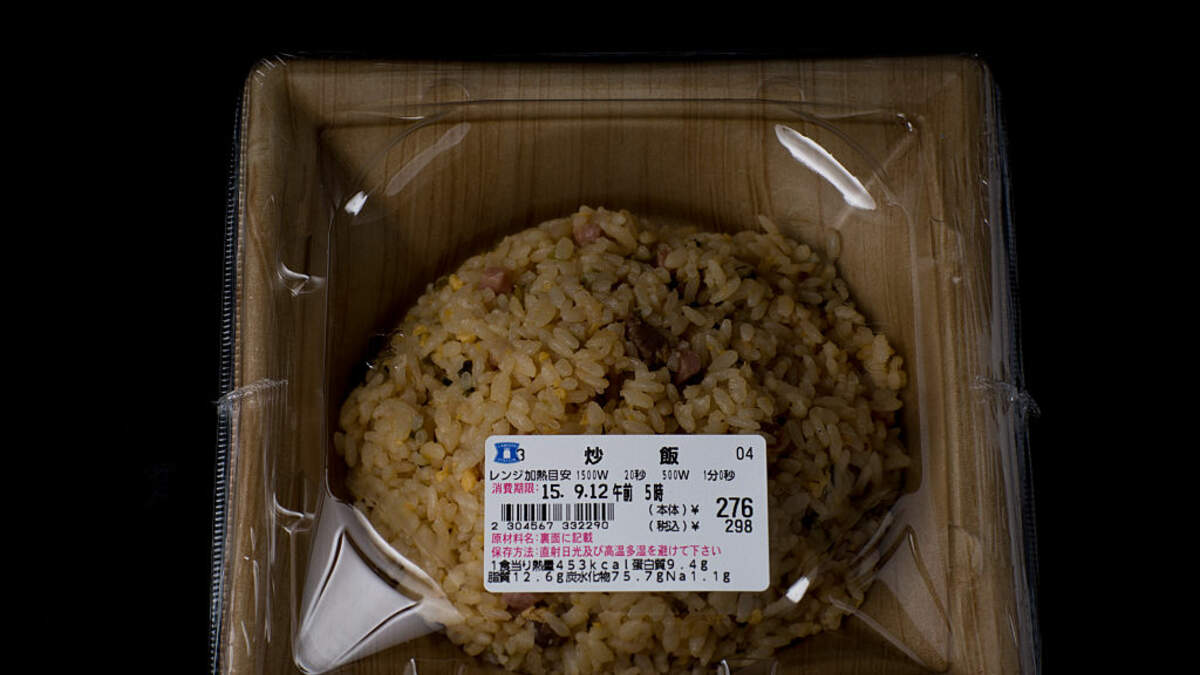 3 炒飯 04
レンジ加熱目安 1500W 20秒 500W 1分0秒
消費期限: 15. 9.12 午前 5時
(本体) ¥ 276
2 304567 332290 (税込) ¥ 298
原材料名:裏面に記載
保存方法:直射日光及び高温多湿を避けて下さい
1食当り熱量453kcal蛋白質9.4g
脂質12.6g炭水化物75.7gNa1.1g